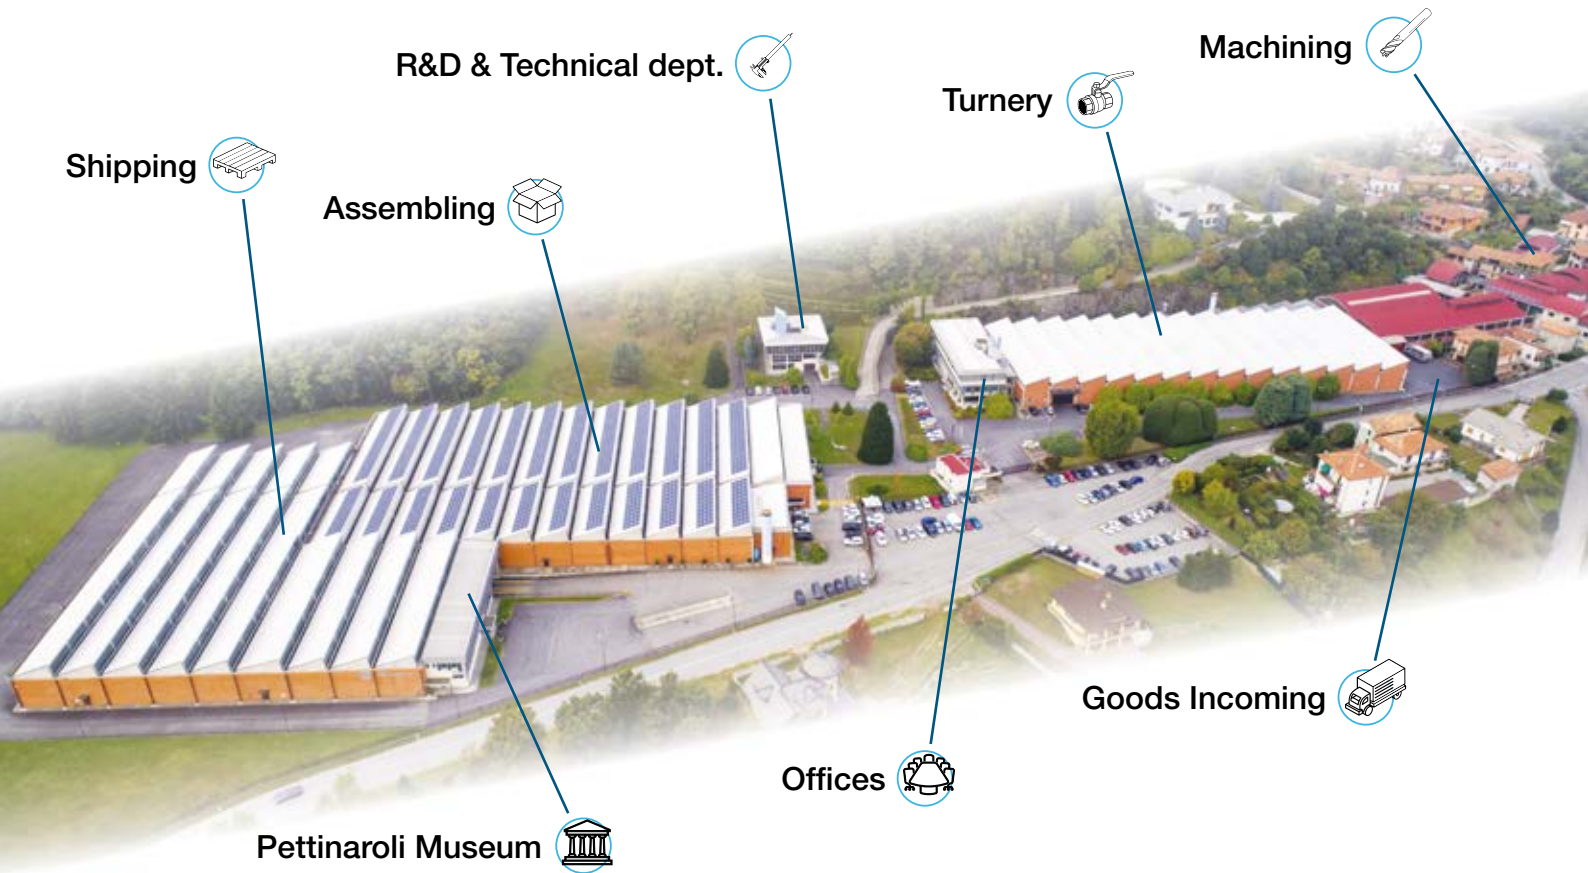 Machining
R&D & Technical dept.
Turnery
Shipping
Assembling
Goods Incoming
Offices
Pettinaroli Museum